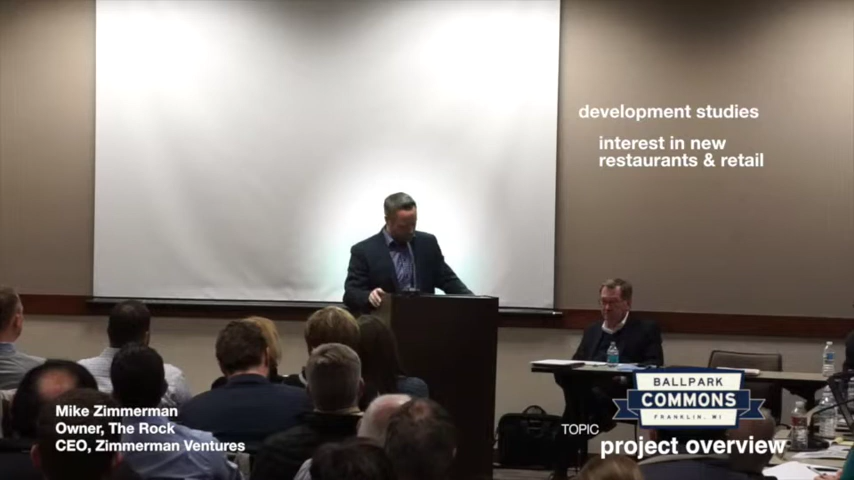 development studies
interest in new
restaurants & retail
Mike Zimmerman
Owner, The Rock
CEO, Zimmerman Ventures
BALLPARK
COMMONS
FRANKLIN, WI
TOPIC
project overview